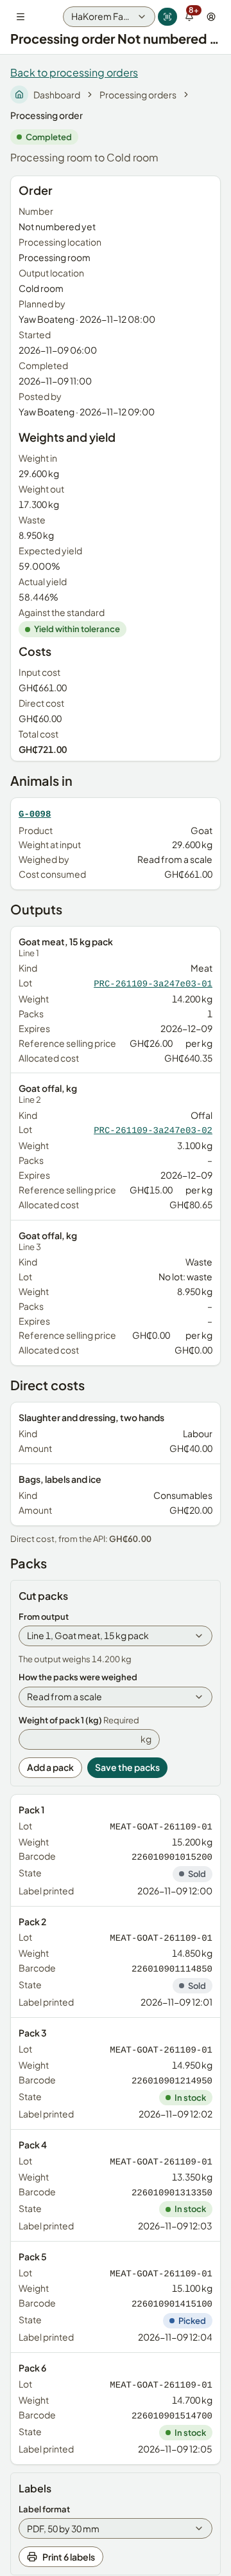 HaKorem Fa...
8+
Processing order Not numbered ...
Back to processing orders
Dashboard
Processing orders
Processing order
Completed
Processing room to Cold room
Order
Number
Not numbered yet
Processing location
Processing room
Output location
Cold room
Planned by
Yaw Boateng · 2026-11-12 08:00
Started
2026-11-09 06:00
Completed
2026-11-09 11:00
Posted by
Yaw Boateng · 2026-11-12 09:00
Weights and yield
Weight in
29.600 kg
Weight out
17.300 kg
Waste
8.950 kg
Expected yield
59.000%
Actual yield
58.446%
Against the standard
Yield within tolerance
Costs
Input cost
GH₵661.00
Direct cost
GH₵60.00
Total cost
GH₵721.00
Animals in
G-0098
Product Goat
Weight at input 29.600 kg
Weighed by Read from a scale
Cost consumed GH₵661.00
Outputs
Goat meat, 15 kg pack
Line 1
Kind Meat
Lot PRC-261109-3a247e03-01
Weight 14.200 kg
Packs 1
Expires 2026-12-09
Reference selling price GH₵26.00 per kg
Allocated cost GH₵640.35
Goat offal, kg
Line 2
Kind Offal
Lot PRC-261109-3a247e03-02
Weight 3.100 kg
Packs –
Expires 2026-12-09
Reference selling price GH₵15.00 per kg
Allocated cost GH₵80.65
Goat offal, kg
Line 3
Kind Waste
Lot No lot: waste
Weight 8.950 kg
Packs –
Expires –
Reference selling price GH₵0.00 per kg
Allocated cost GH₵0.00
Direct costs
Slaughter and dressing, two hands
Kind Labour
Amount GH₵40.00
Bags, labels and ice
Kind Consumables
Amount GH₵20.00
Direct cost, from the API: GH₵60.00
Packs
Cut packs
From output
Line 1, Goat meat, 15 kg pack
The output weighs 14.200 kg
How the packs were weighed
Read from a scale
Weight of pack 1 (kg) Required
kg
Add a pack
Save the packs
Pack 1
Lot MEAT-GOAT-261109-01
Weight 15.200 kg
Barcode 226010901015200
State Sold
Label printed 2026-11-09 12:00
Pack 2
Lot MEAT-GOAT-261109-01
Weight 14.850 kg
Barcode 226010901114850
State Sold
Label printed 2026-11-09 12:01
Pack 3
Lot MEAT-GOAT-261109-01
Weight 14.950 kg
Barcode 226010901214950
State In stock
Label printed 2026-11-09 12:02
Pack 4
Lot MEAT-GOAT-261109-01
Weight 13.350 kg
Barcode 226010901313350
State In stock
Label printed 2026-11-09 12:03
Pack 5
Lot MEAT-GOAT-261109-01
Weight 15.100 kg
Barcode 226010901415100
State Picked
Label printed 2026-11-09 12:04
Pack 6
Lot MEAT-GOAT-261109-01
Weight 14.700 kg
Barcode 226010901514700
State In stock
Label printed 2026-11-09 12:05
Labels
Label format
PDF, 50 by 30 mm
Print 6 labels